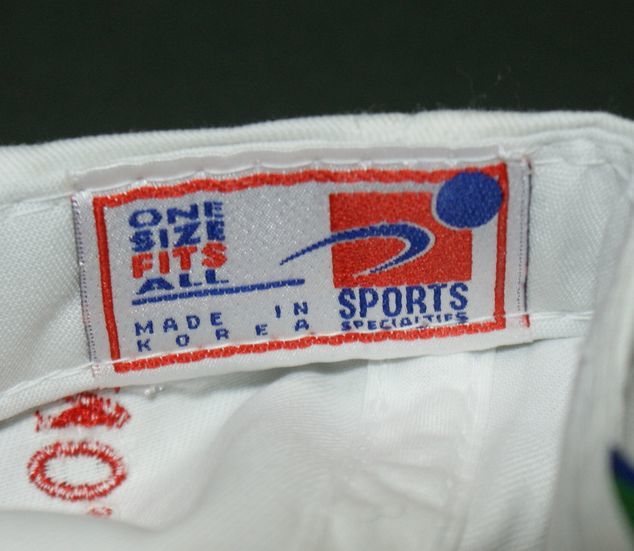 ONE
SIZE
FITS
ALL
MADE IN
KOREA
SPORTS
SPECIALTIES